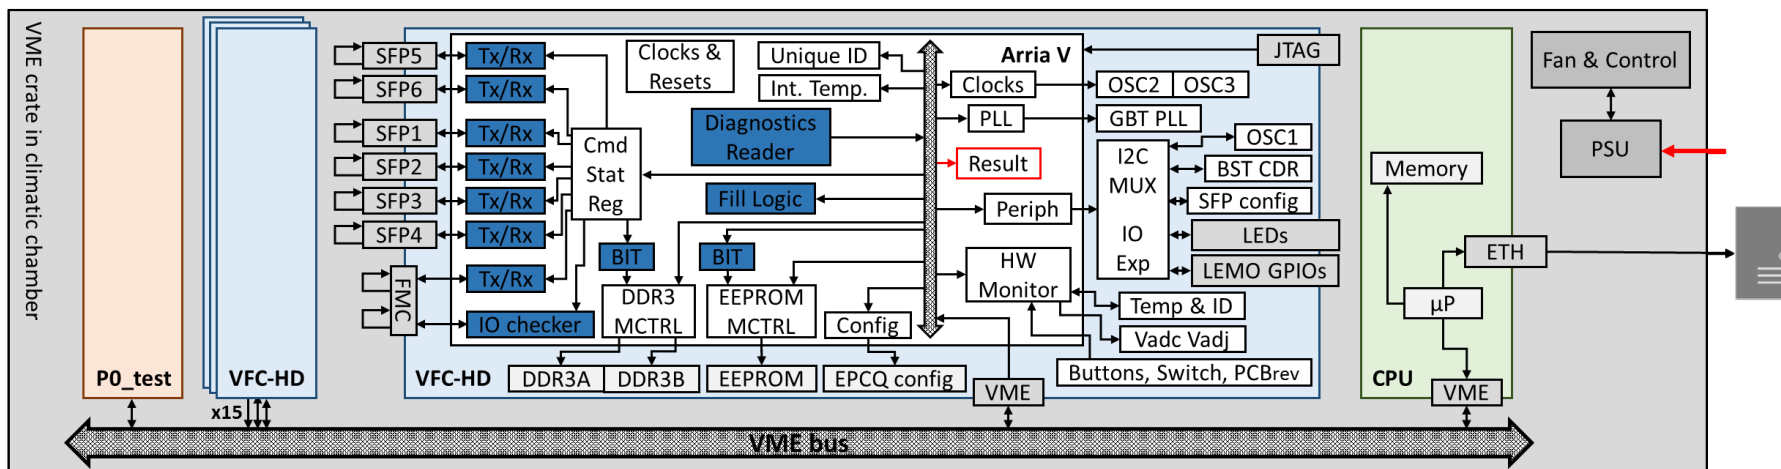 VME crate in climatic chamber
P0_test
VFC-HD
x15
SFP5
SFP6
SFP1
SFP2
SFP3
SFP4
FMC
Tx/Rx
Tx/Rx
Tx/Rx
Tx/Rx
Tx/Rx
Tx/Rx
Tx/Rx
IO checker
Clocks &
Resets
Cmd
Stat
Reg
BIT
BIT
DDR3
MCTRL
EEPROM
MCTRL
Config
Unique ID
Int. Temp.
Diagnostics
Reader
Fill Logic
Arria V
Clocks
PLL
Result
Periph
HW
Monitor
VFC-HD
DDR3A
DDR3B
EEPROM
EPCQ config
VME
JTAG
OSC2
OSC3
GBT PLL
I2C
MUX
IO
Exp
OSC1
BST CDR
SFP config
LEDs
LEMO GPIOs
Temp & ID
Vadc Vadj
Buttons, Switch, PCBrev
Memory
ETH
µP
CPU
VME
Fan & Control
PSU
VME bus